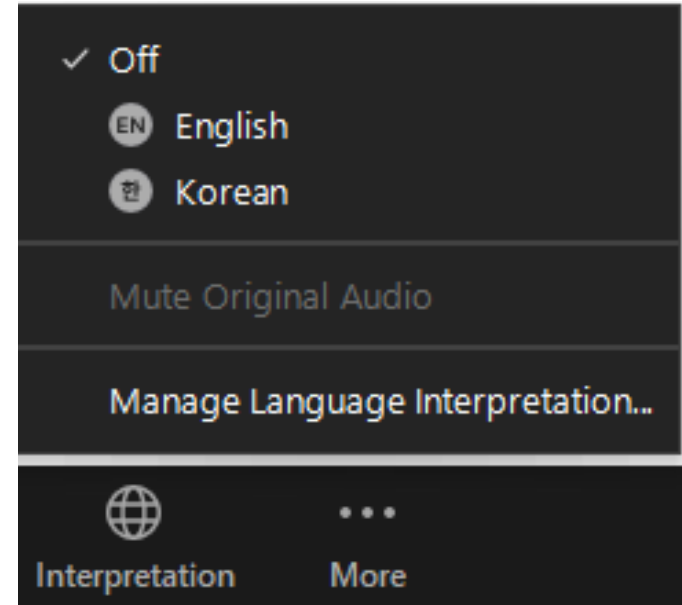 Off
EN English
한 Korean
Mute Original Audio
Manage Language Interpretation...
Interpretation More